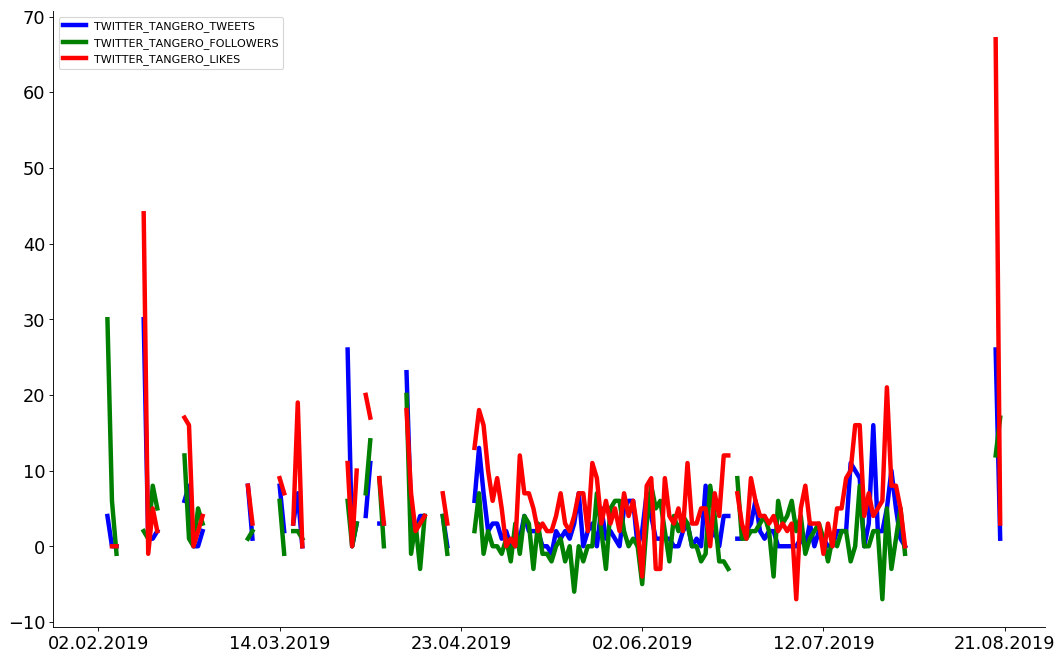 TWITTER_TANGERO_TWEETS
TWITTER_TANGERO_FOLLOWERS
TWITTER_TANGERO_LIKES
70
60
50
40
30
20
10
0
−10
02.02.2019 14.03.2019 23.04.2019 02.06.2019 12.07.2019 21.08.2019